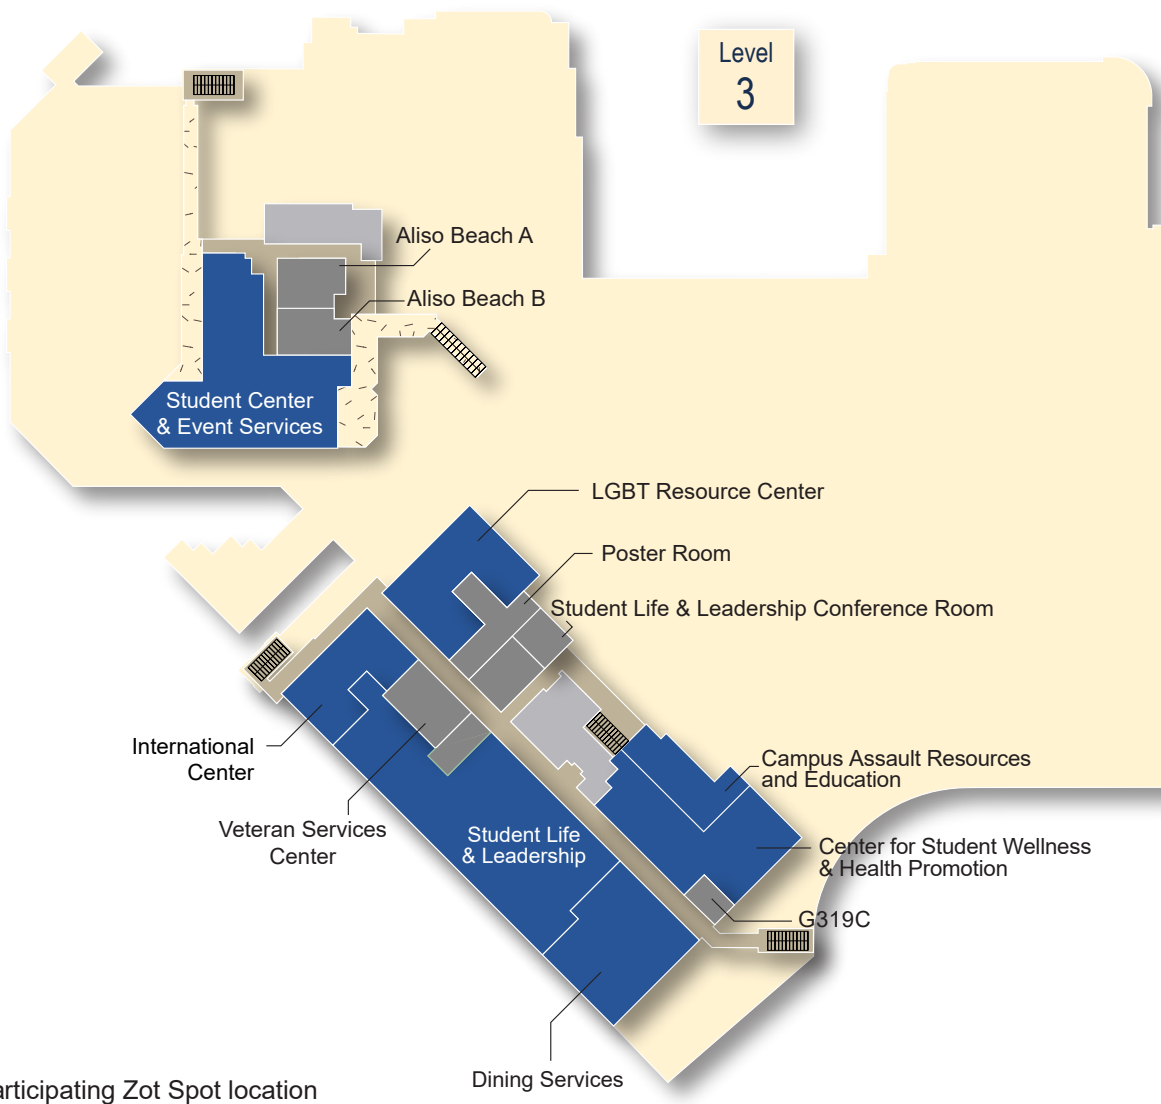 Level
3
Aliso Beach A
Aliso Beach B
Student Center
& Event Services
LGBT Resource Center
Poster Room
Student Life & Leadership Conference Room
International
Center
Campus Assault Resources
and Education
Veteran Services
Center
Student Life
& Leadership
Center for Student Wellness
& Health Promotion
G319C
Dining Services
articipating Zot Spot location